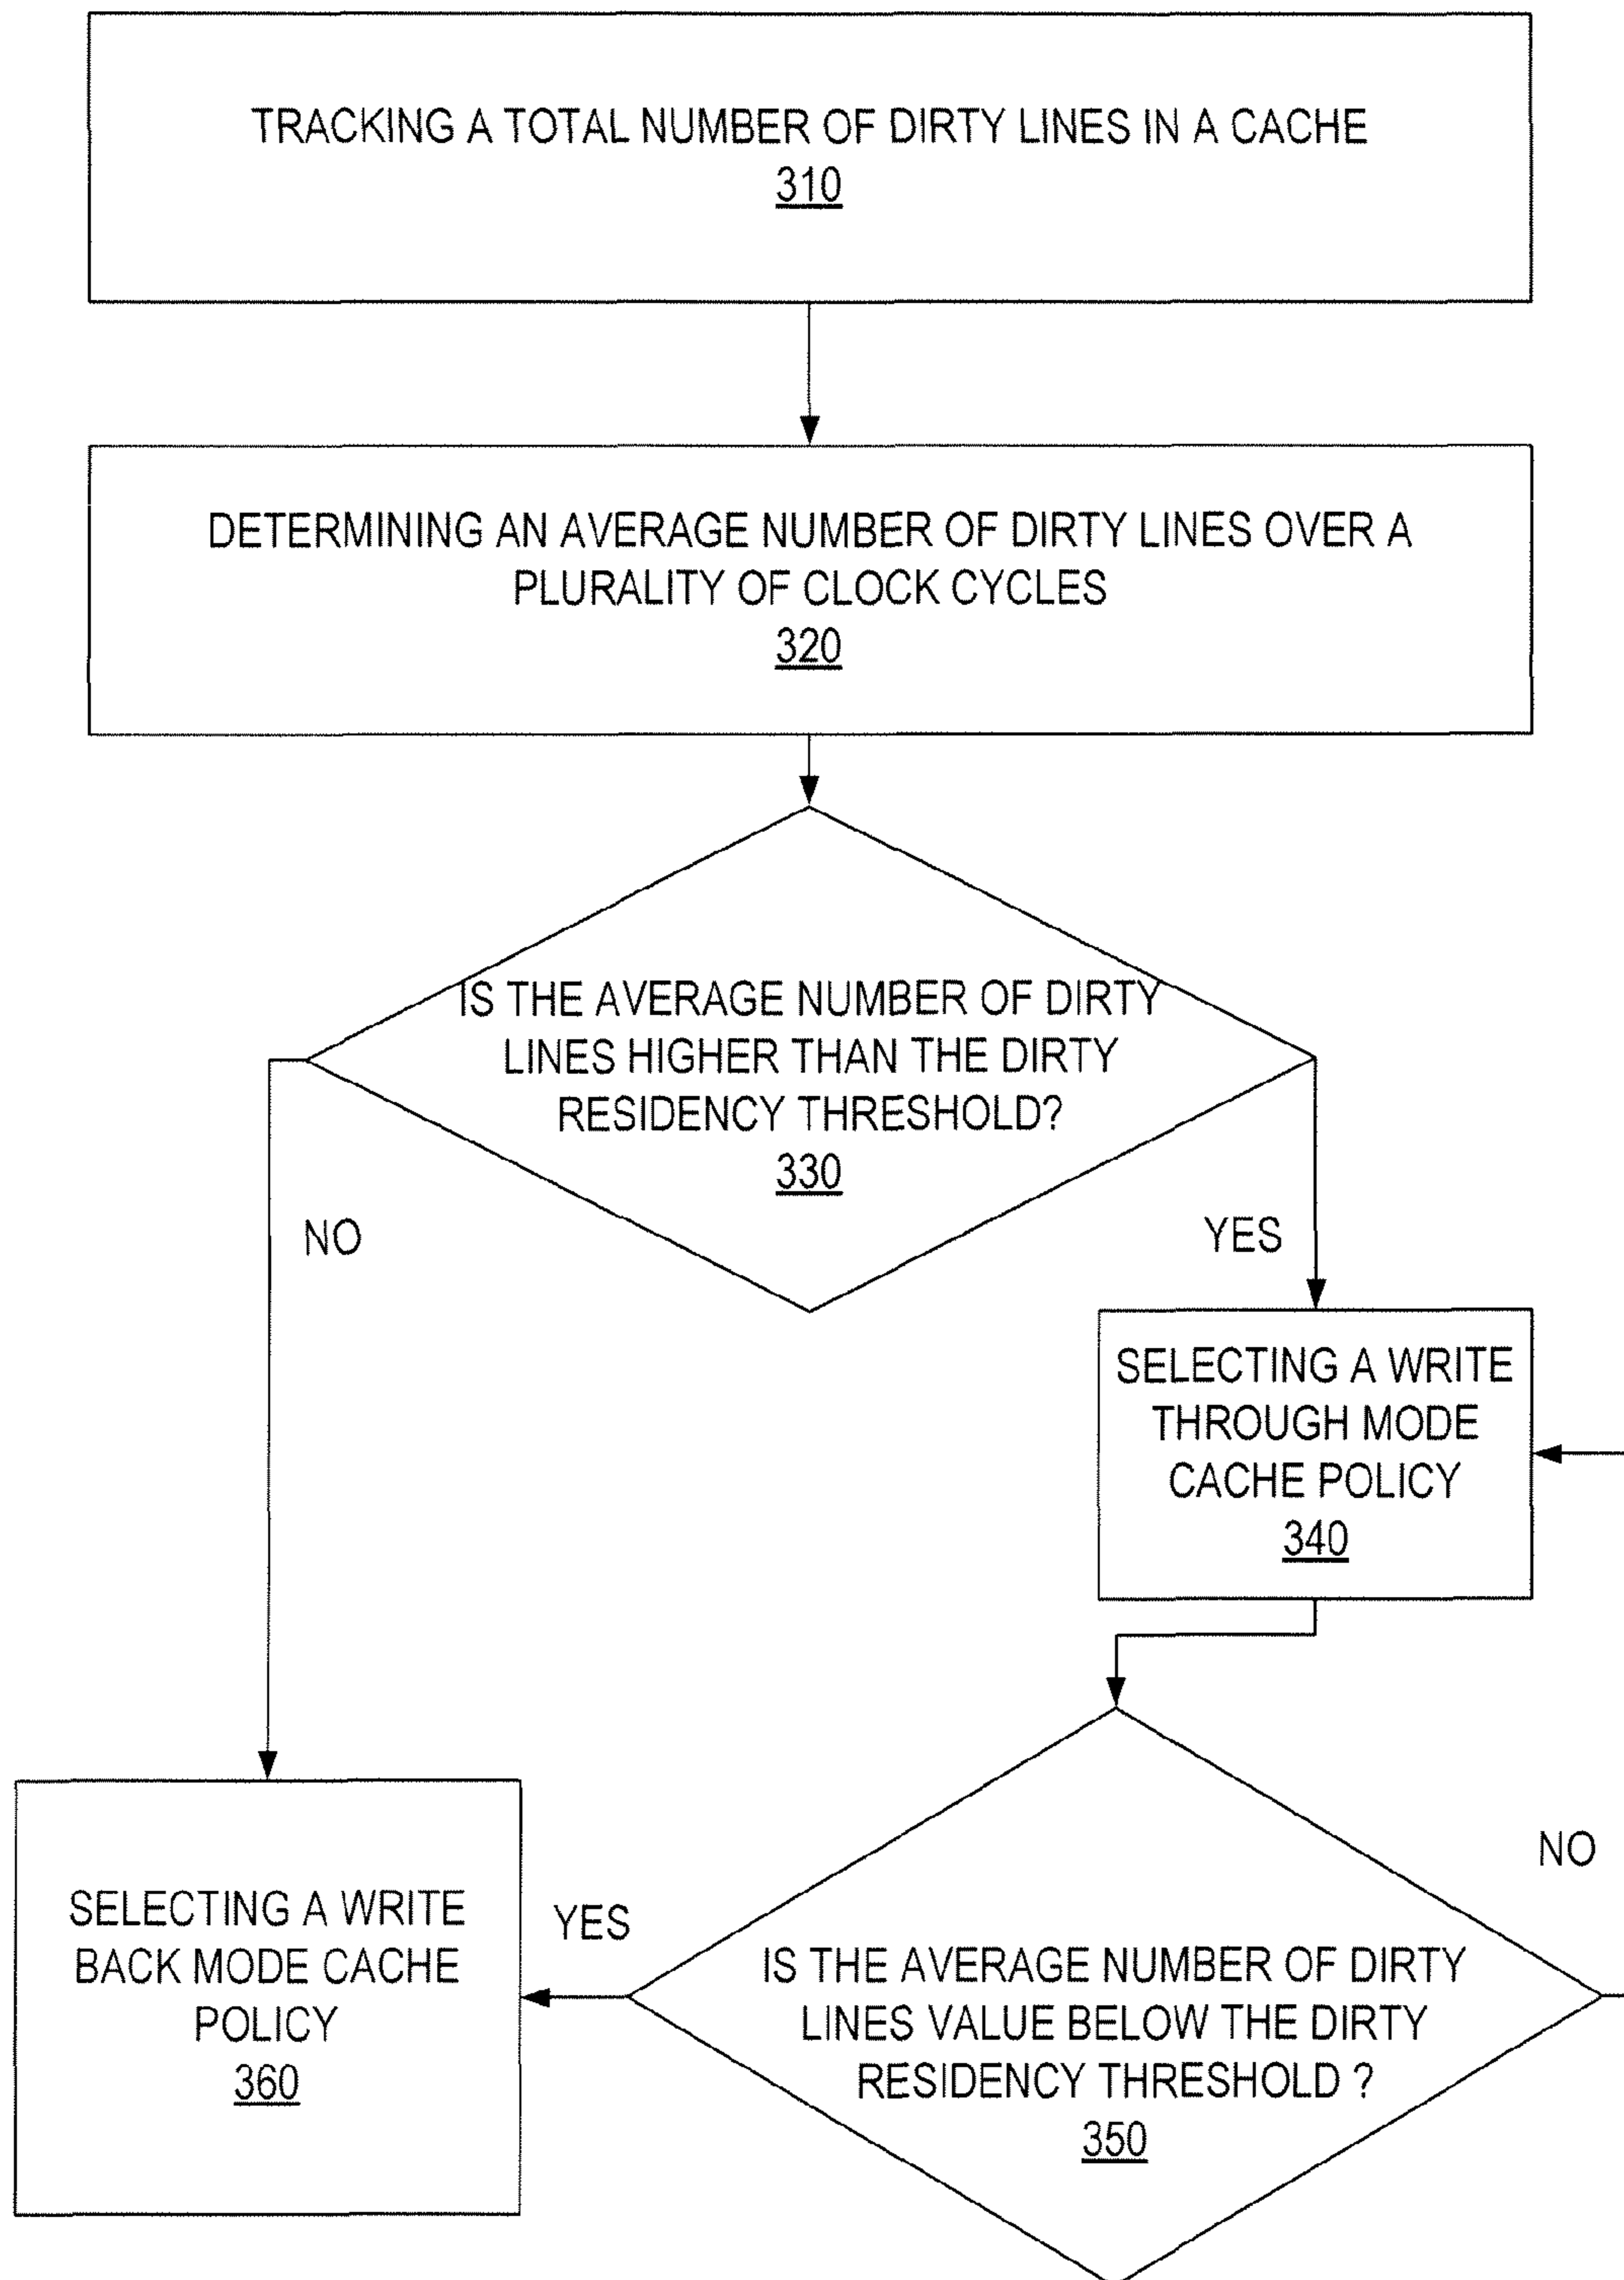 TRACKING A TOTAL NUMBER OF DIRTY LINES IN A CACHE
310
DETERMINING AN AVERAGE NUMBER OF DIRTY LINES OVER A
PLURALITY OF CLOCK CYCLES
320
IS THE AVERAGE NUMBER OF DIRTY
LINES HIGHER THAN THE DIRTY
RESIDENCY THRESHOLD?
330
NO
YES
SELECTING A WRITE
THROUGH MODE
CACHE POLICY
340
NO
YES
SELECTING A WRITE
BACK MODE CACHE
POLICY
360
IS THE AVERAGE NUMBER OF DIRTY
LINES VALUE BELOW THE DIRTY
RESIDENCY THRESHOLD ?
350